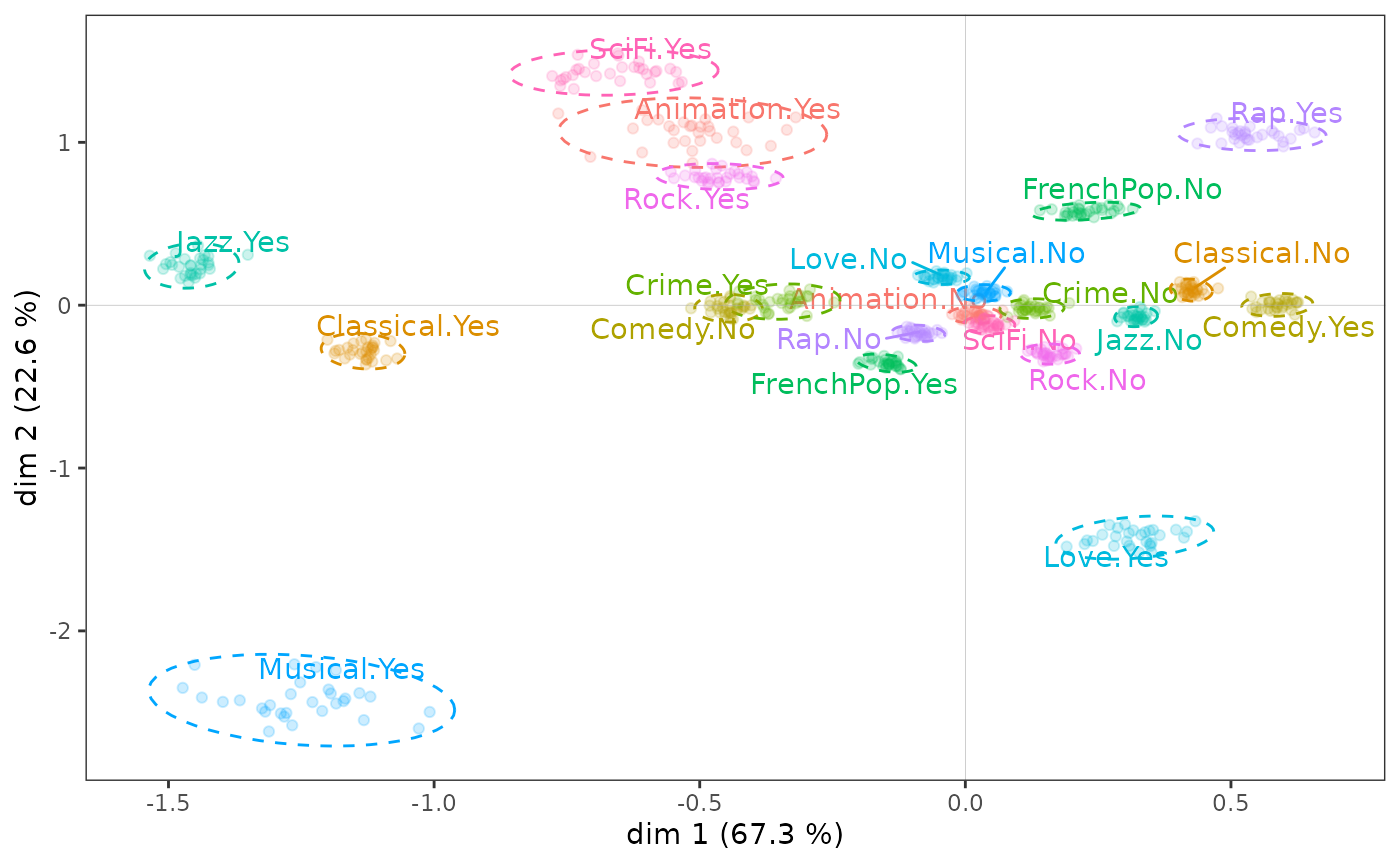 SciFi.Yes
Animation.Yes
Rap.Yes
1
FrenchPop.No
Rock.Yes
Jazz.Yes
Love.No
Musical.No
Classical.No
Crime.Yes
Animation.No
Crime.No
0
Classical.Yes
Comedy.No
Comedy.Yes
Rap.No
SciFi.No
Jazz.No
FrenchPop.Yes
Rock.No
dim 2 (22.6 %)
-1
Love.Yes
-2
Musical.Yes
-1.5
-1.0
-0.5
0.0
0.5
dim 1 (67.3 %)